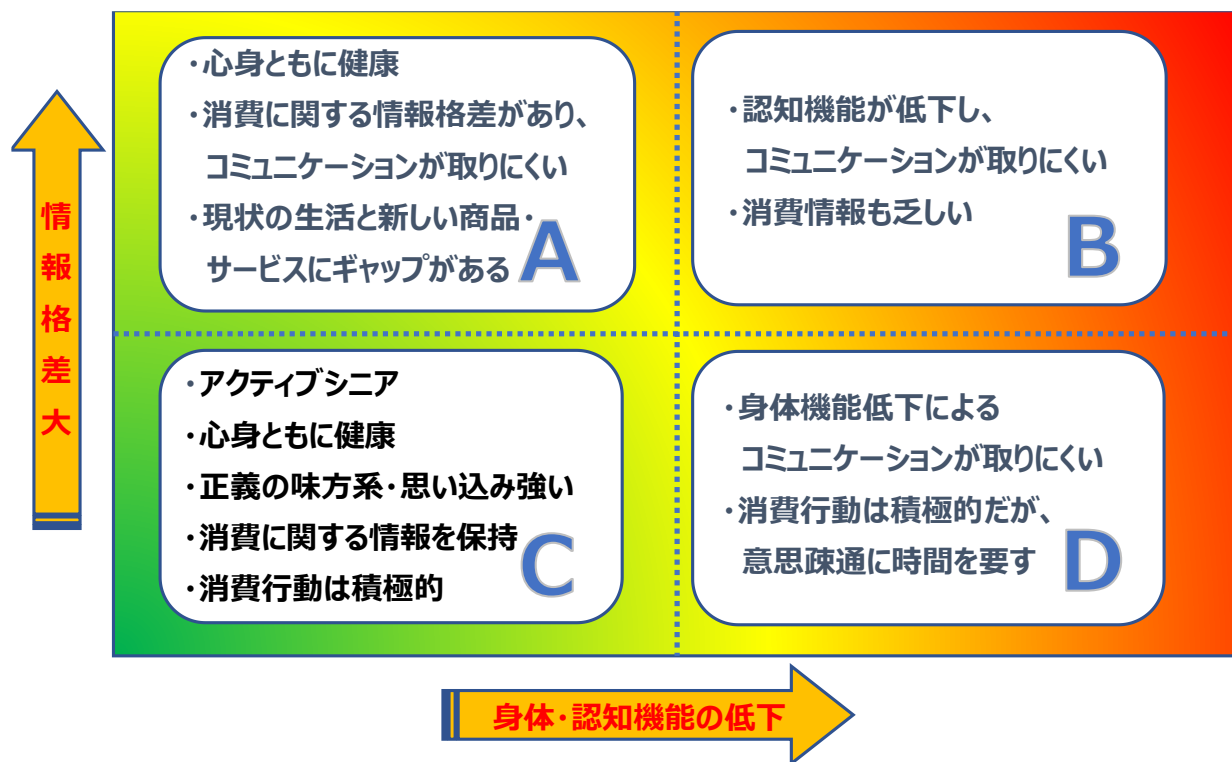 ・心身ともに健康
・消費に関する情報格差があり、
コミュニケーションが取りにくい
・現状の生活と新しい商品・
サービスにギャップがある
A
・認知機能が低下し、
コミュニケーションが取りにくい
・消費情報も乏しい
B
情報格差大
・アクティブシニア
・心身ともに健康
・正義の味方系・思い込み強い
・消費に関する情報を保持
・消費行動は積極的
C
・身体機能低下による
コミュニケーションが取りにくい
・消費行動は積極的だが、
意思疎通に時間を要す
D
身体・認知機能の低下